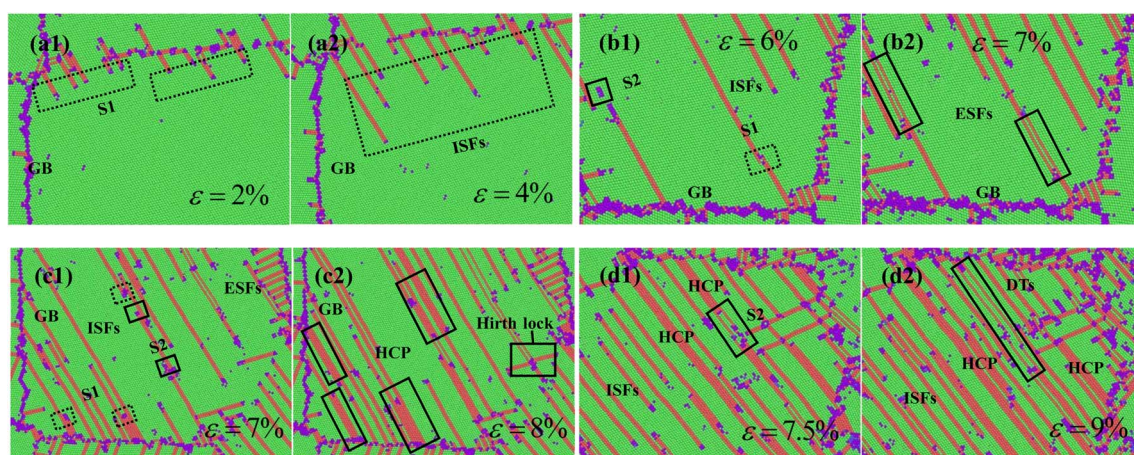 (a1)
S1
GB
ε = 2%
(a2)
ISFs
GB
ε = 4%
(b1)
ε = 6%
S2
ISFs
S1
GB
(b2)
ε = 7%
ESFs
GB
(c1)
ESFs
GB
ISFs
S2
S1
ε = 7%
(c2)
GB
Hirth lock
HCP
ε = 8%
(d1)
HCP
S2
HCP
ISFs
ε = 7.5%
(d2)
DTs
HCP
HCP
ISFs
ε = 9%